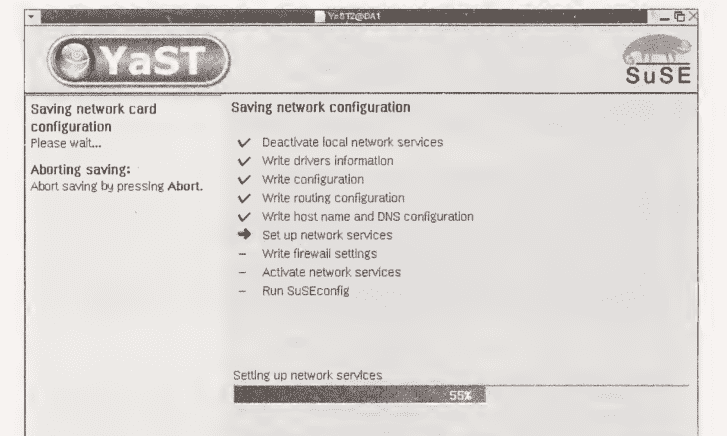 YaST2@DA1
YaST
SuSE
Saving network card
configuration
Please wait...
Aborting saving:
Abort saving by pressing Abort.
Saving network configuration
Deactivate local network services
Write drivers information
Write configuration
Write routing configuration
Write host name and DNS configuration
Set up network services
Write firewall settings
Activate network services
Run SuSEconfig
Setting up network services
55%